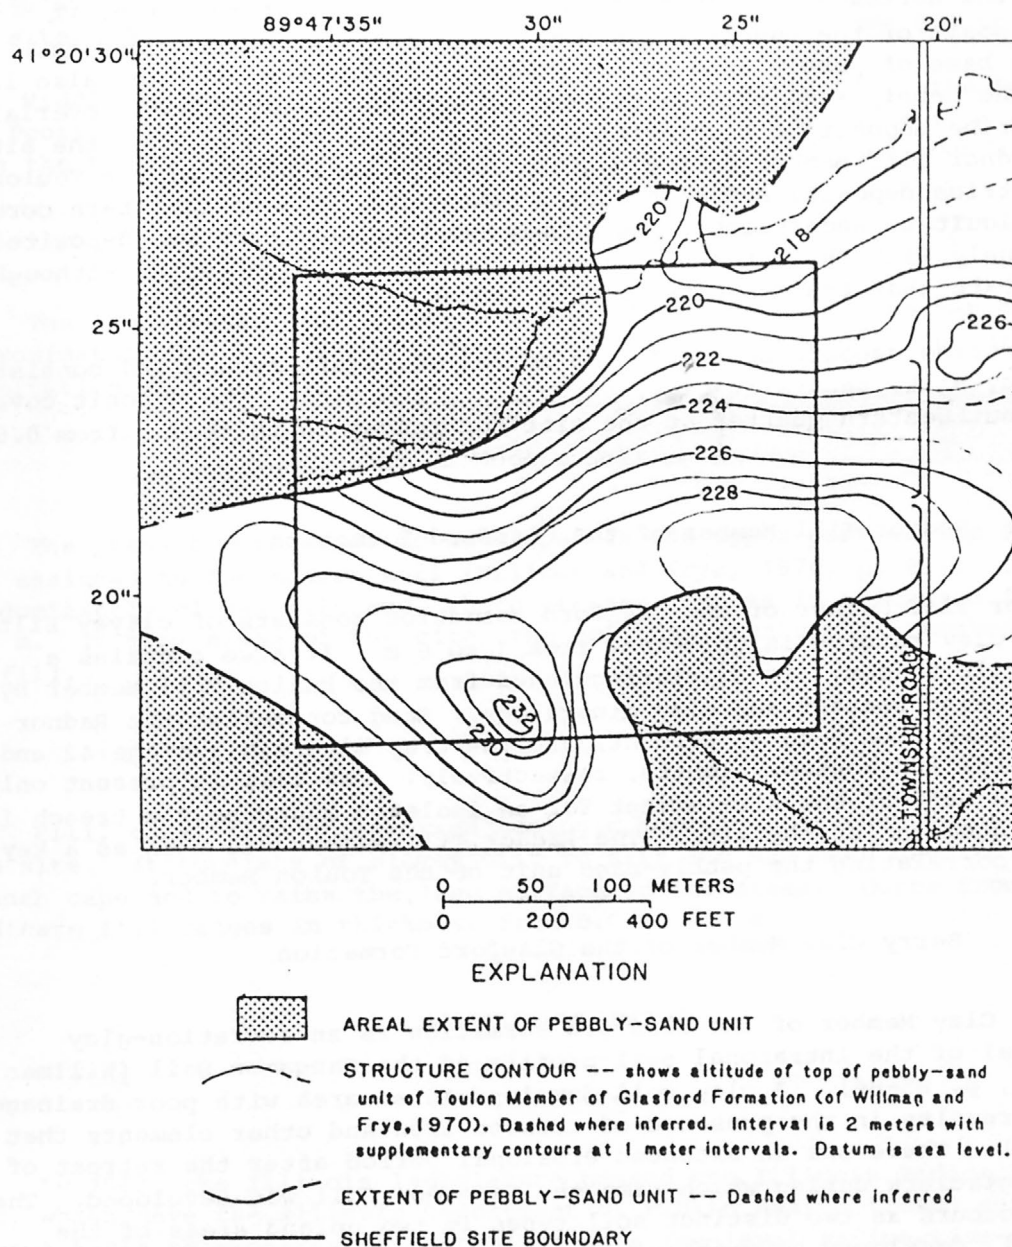 89°47'35" 30" 25" 20"
41°20'30"
220
218
25"
220
226
222
224
226
228
20"
232
230
TOWNSHIP ROAD
0 50 100 METERS
0 200 400 FEET
EXPLANATION
AREAL EXTENT OF PEBBLY-SAND UNIT
STRUCTURE CONTOUR -- shows altitude of top of pebbly-sand
unit of Toulon Member of Glasford Formation (of Willman and
Frye, 1970). Dashed where inferred. Interval is 2 meters with
supplementary contours at 1 meter intervals. Datum is sea level.
EXTENT OF PEBBLY-SAND UNIT -- Dashed where inferred
SHEFFIELD SITE BOUNDARY